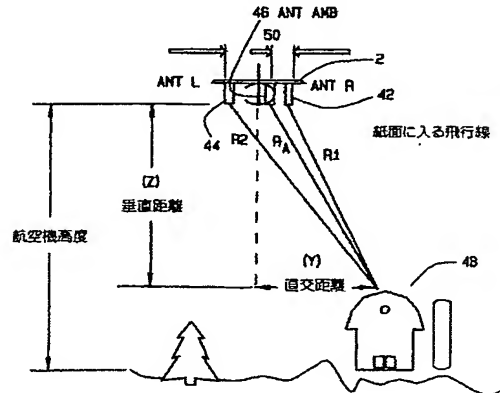 46 ANT AMB
50
2
ANT L
ANT R
42
44
R2
RA
R1
紙面に入る飛行線
(Z)
垂直距離
航空機高度
(Y)
直交距離
48